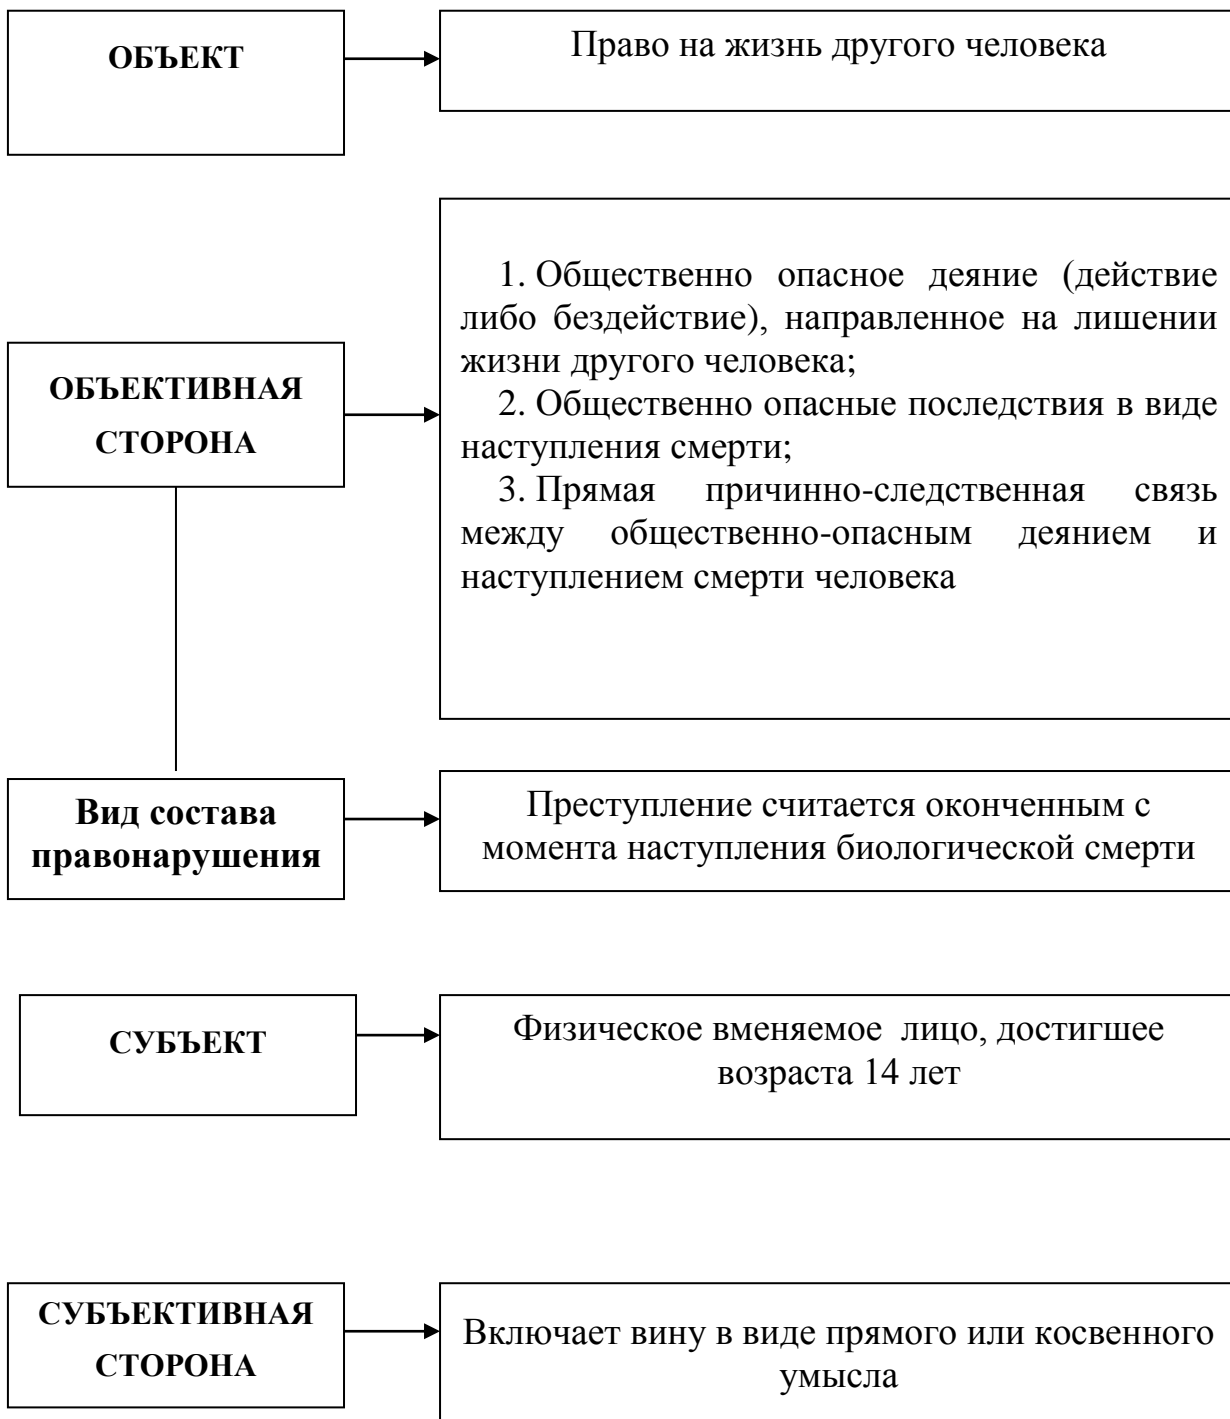 ОБЪЕКТ
Право на жизнь другого человека
ОБЪЕКТИВНАЯ
СТОРОНА
1. Общественно опасное деяние (действие
либо бездействие), направленное на лишении
жизни другого человека;
2. Общественно опасные последствия в виде
наступления смерти;
3. Прямая причинно-следственная связь
между общественно-опасным деянием и
наступлением смерти человека
Вид состава
правонарушения
Преступление считается оконченным с
момента наступления биологической смерти
СУБЪЕКТ
Физическое вменяемое лицо, достигшее
возраста 14 лет
СУБЪЕКТИВНАЯ
СТОРОНА
Включает вину в виде прямого или косвенного
умысла